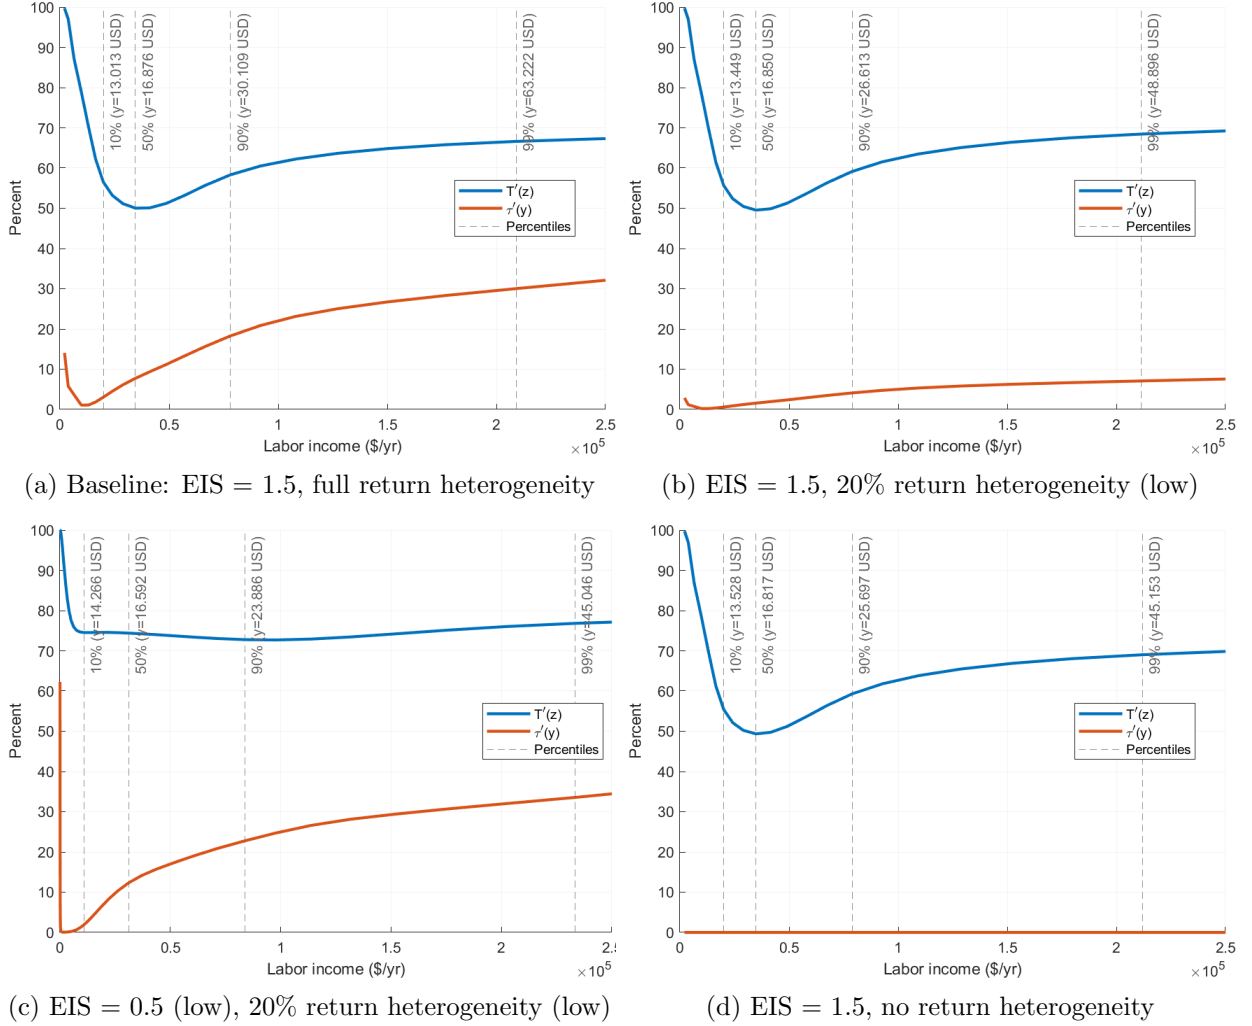 100
90
80
70
60
50
40
30
20
10
0
Percent
10% (y=13.013 USD)
50% (y=16.876 USD)
90% (y=30.109 USD)
99% (y=63.222 USD)
T′(z)
τ′(y)
Percentiles
0 0.5 1 1.5 2 2.5
×10⁵
Labor income ($/yr)
(a) Baseline: EIS = 1.5, full return heterogeneity
100
90
80
70
60
50
40
30
20
10
0
Percent
10% (y=13.449 USD)
50% (y=16.850 USD)
90% (y=26.613 USD)
99% (y=48.896 USD)
T′(z)
τ′(y)
Percentiles
0 0.5 1 1.5 2 2.5
×10⁵
Labor income ($/yr)
(b) EIS = 1.5, 20% return heterogeneity (low)
100
90
80
70
60
50
40
30
20
10
0
Percent
10% (y=14.266 USD)
50% (y=16.592 USD)
90% (y=23.886 USD)
99% (y=45.046 USD)
T′(z)
τ′(y)
Percentiles
0 0.5 1 1.5 2
×10⁵
Labor income ($/yr)
(c) EIS = 0.5 (low), 20% return heterogeneity (low)
100
90
80
70
60
50
40
30
20
10
0
Percent
10% (y=13.528 USD)
50% (y=16.817 USD)
90% (y=25.697 USD)
99% (y=45.153 USD)
T′(z)
τ′(y)
Percentiles
0 0.5 1 1.5 2 2.5
×10⁵
Labor income ($/yr)
(d) EIS = 1.5, no return heterogeneity